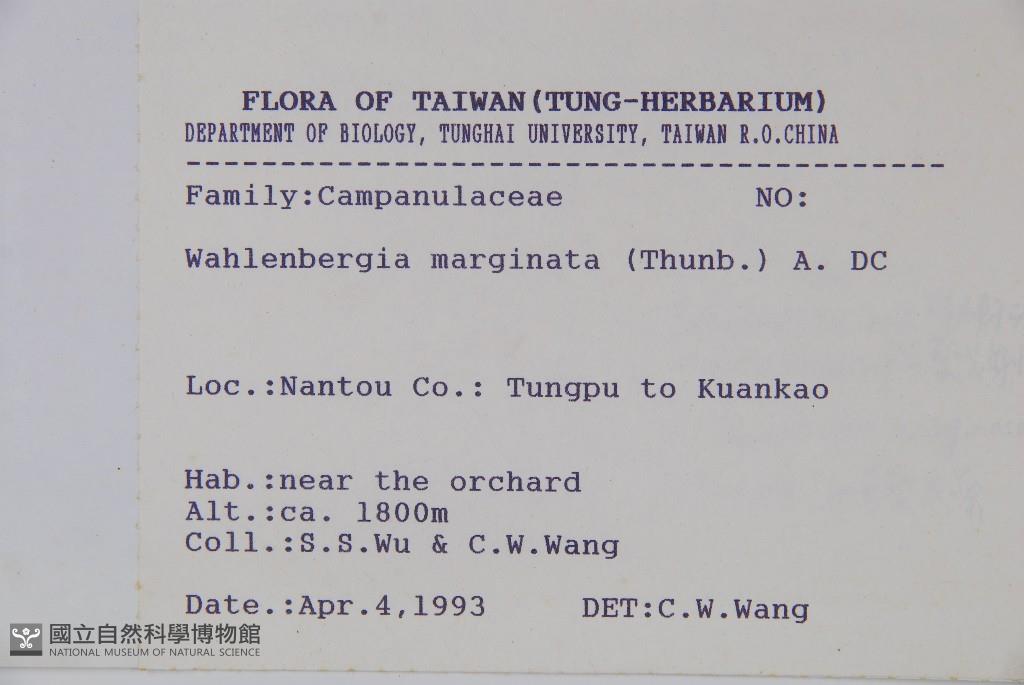 FLORA OF TAIWAN(TUNG-HERBARIUM)
DEPARTMENT OF BIOLOGY, TUNGHAI UNIVERSITY, TAIWAN R.O.CHINA
----------------------------------------
Family:Campanulaceae NO:
Wahlenbergia marginata (Thunb.) A. DC
Loc.:Nantou Co.: Tungpu to Kuankao
Hab.:near the orchard
Alt.:ca. 1800m
Coll.:S.S.Wu & C.W.Wang
Date.:Apr.4,1993 DET:C.W.Wang
國立自然科學博物館
NATIONAL MUSEUM OF NATURAL SCIENCE